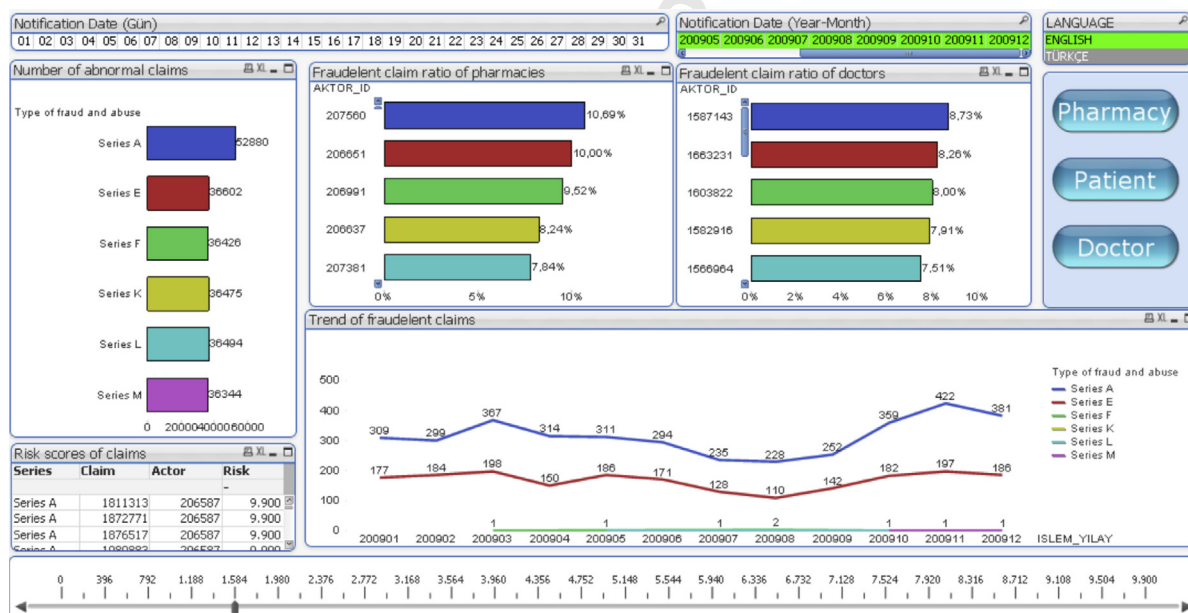 Notification Date (Gün)
01 02 03 04 05 06 07 08 09 10 11 12 13 14 15 16 17 18 19 20 21 22 23 24 25 26 27 28 29 30 31
Notification Date (Year-Month)
200905 200906 200907 200908 200909 200910 200911 200912
LANGUAGE
ENGLISH
TÜRKÇE
Number of abnormal claims
XL
Type of fraud and abuse
Series A 52880
Series E 36602
Series F 36426
Series K 36475
Series L 36494
Series M 36344
0 20000 40000 60000
Fraudelent claim ratio of pharmacies
XL
AKTOR_ID
207560 10,69%
206651 10,00%
206991 9,52%
206637 8,24%
207381 7,84%
0% 5% 10%
Fraudelent claim ratio of doctors
XL
AKTOR_ID
1587143 8,73%
1663231 8,26%
1603822 8,00%
1582916 7,91%
1566964 7,51%
0% 2% 4% 6% 8% 10%
Pharmacy
Patient
Doctor
Trend of fraudelent claims
XL
500
400
300
200
100
0
309 299 367 314 311 294 235 228 252 359 422 381
177 184 198 150 186 171 128 110 142 182 197 186
1 1 1 2 1 1 1
200901 200902 200903 200904 200905 200906 200907 200908 200909 200910 200911 200912 ISLEM_YILAY
Type of fraud and abuse
Series A
Series E
Series F
Series K
Series L
Series M
Risk scores of claims
XL
Series Claim Actor Risk
-
Series A 1811313 206587 9.900
Series A 1872771 206587 9.900
Series A 1876517 206587 9.900
Series A 206587
0 396 792 1.188 1.584 1.980 2.376 2.772 3.168 3.564 3.960 4.356 4.752 5.148 5.544 5.940 6.336 6.732 7.128 7.524 7.920 8.316 8.712 9.108 9.504 9.900